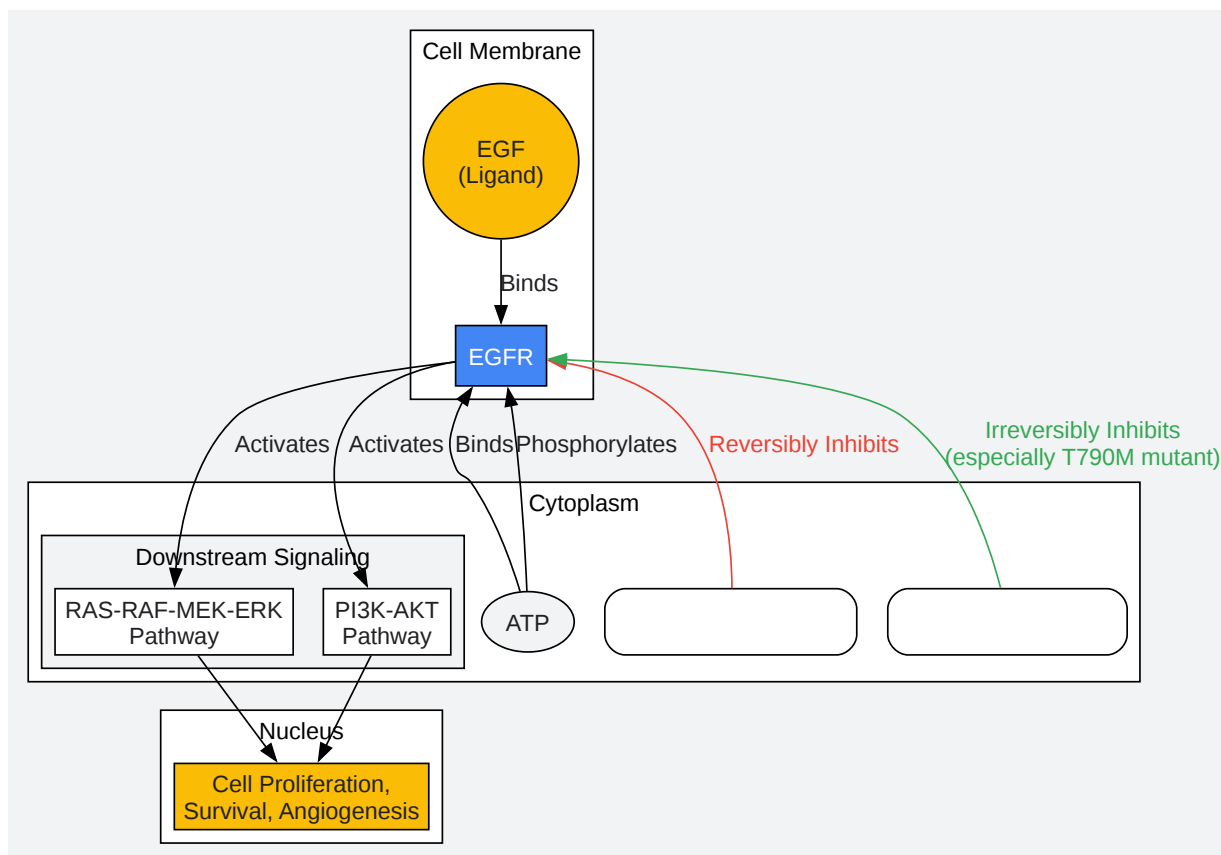 Cell Membrane
EGF
(Ligand)
Binds
EGFR
Activates
Activates
Binds
Phosphorylates
Reversibly Inhibits
Irreversibly Inhibits
(especially T790M mutant)
Cytoplasm
Downstream Signaling
RAS-RAF-MEK-ERK
Pathway
PI3K-AKT
Pathway
ATP
Nucleus
Cell Proliferation,
Survival, Angiogenesis